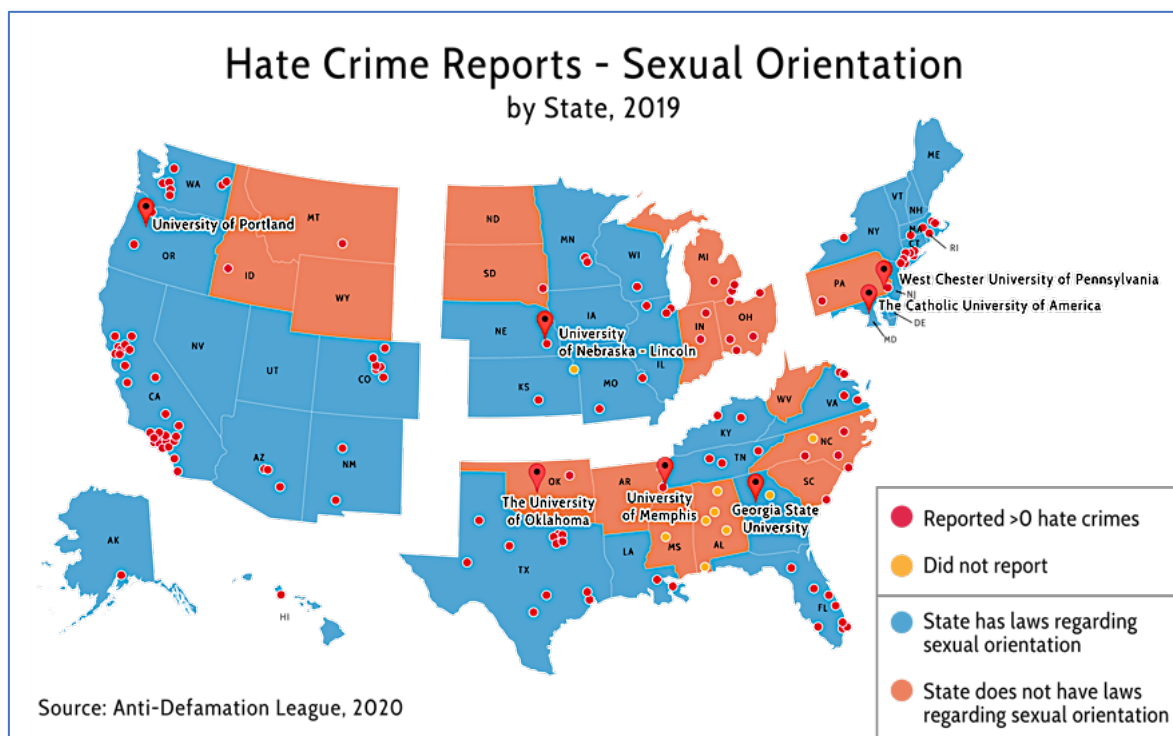 Hate Crime Reports - Sexual Orientation
by State, 2019
WA
University of Portland
OR
MT
ID
WY
NV
UT
CO
CA
AZ
NM
ND
SD
MN
WI
MI
NE
IA
University
of Nebraska - Lincoln
IL
IN
OH
KS
MO
ME
VT
NH
NY
MA
CT
RI
PA
West Chester University of Pennsylvania
NJ
The Catholic University of America
DE
MD
WV
VA
KY
TN
NC
SC
OK
The University
of Oklahoma
AR
University
of Memphis
Georgia State
University
MS
AL
TX
LA
FL
AK
HI
Reported >0 hate crimes
Did not report
State has laws regarding
sexual orientation
State does not have laws
regarding sexual orientation
Source: Anti-Defamation League, 2020